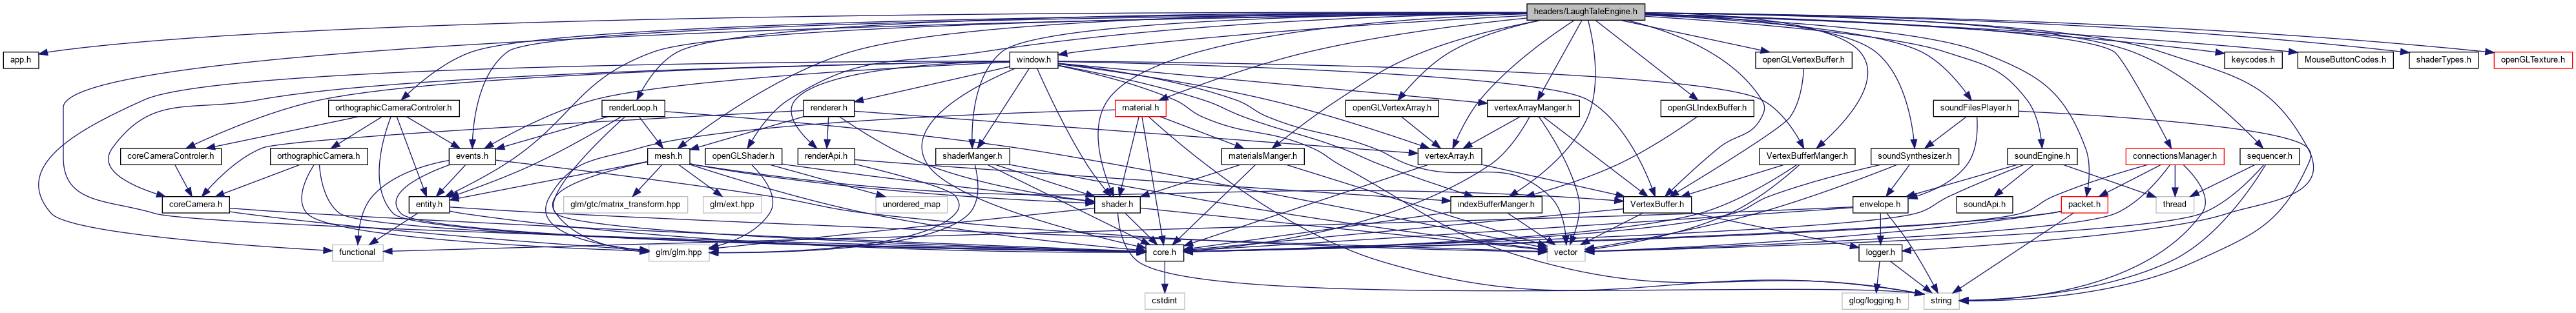 headers/LaughTaleEngine.h
app.h
window.h
openGLVertexBuffer.h
keycodes.h
MouseButtonCodes.h
shaderTypes.h
openGLTexture.h
orthographicCameraControler.h
renderLoop.h
renderer.h
material.h
openGLVertexArray.h
vertexArrayManger.h
openGLIndexBuffer.h
soundFilesPlayer.h
coreCameraControler.h
orthographicCamera.h
events.h
mesh.h
openGLShader.h
renderApi.h
shaderManger.h
materialsManger.h
vertexArray.h
VertexBufferManger.h
soundSynthesizer.h
soundEngine.h
connectionsManager.h
sequencer.h
coreCamera.h
entity.h
glm/gtc/matrix_transform.hpp
glm/ext.hpp
unordered_map
shader.h
indexBufferManger.h
VertexBuffer.h
envelope.h
soundApi.h
packet.h
thread
functional
glm/glm.hpp
core.h
vector
logger.h
cstdint
glog/logging.h
string